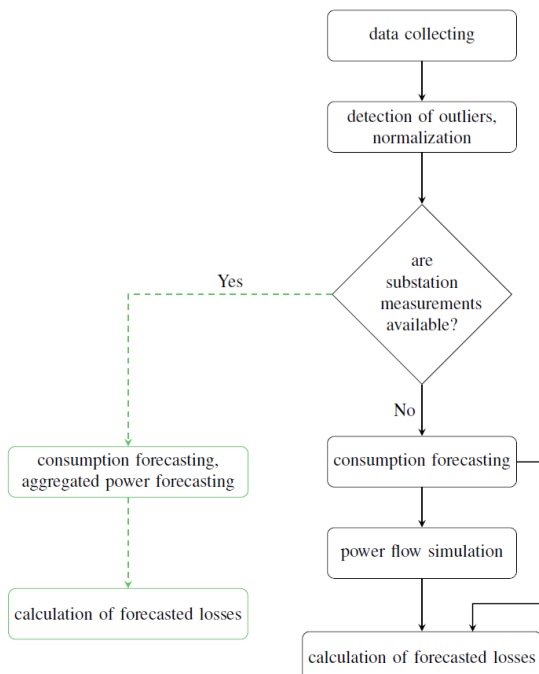 data collecting
detection of outliers,
normalization
are
substation
measurements
available?
Yes
No
consumption forecasting,
aggregated power forecasting
consumption forecasting
power flow simulation
calculation of forecasted losses
calculation of forecasted losses